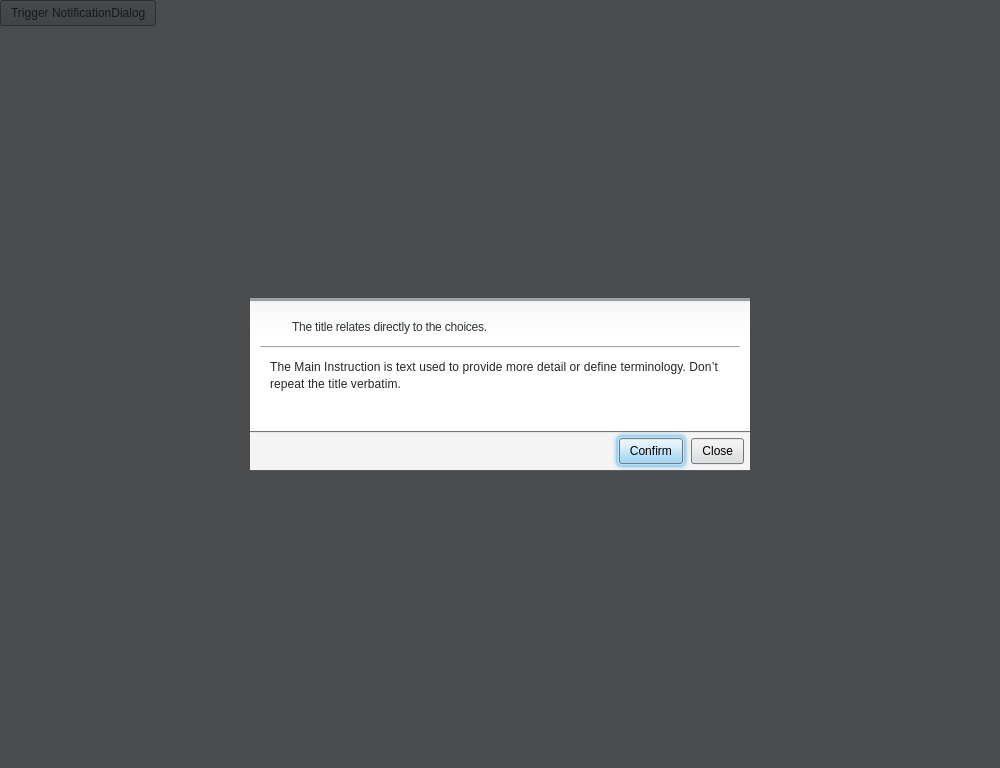 Trigger NotificationDialog
The title relates directly to the choices.
The Main Instruction is text used to provide more detail or define terminology. Don’t
repeat the title verbatim.
Confirm
Close